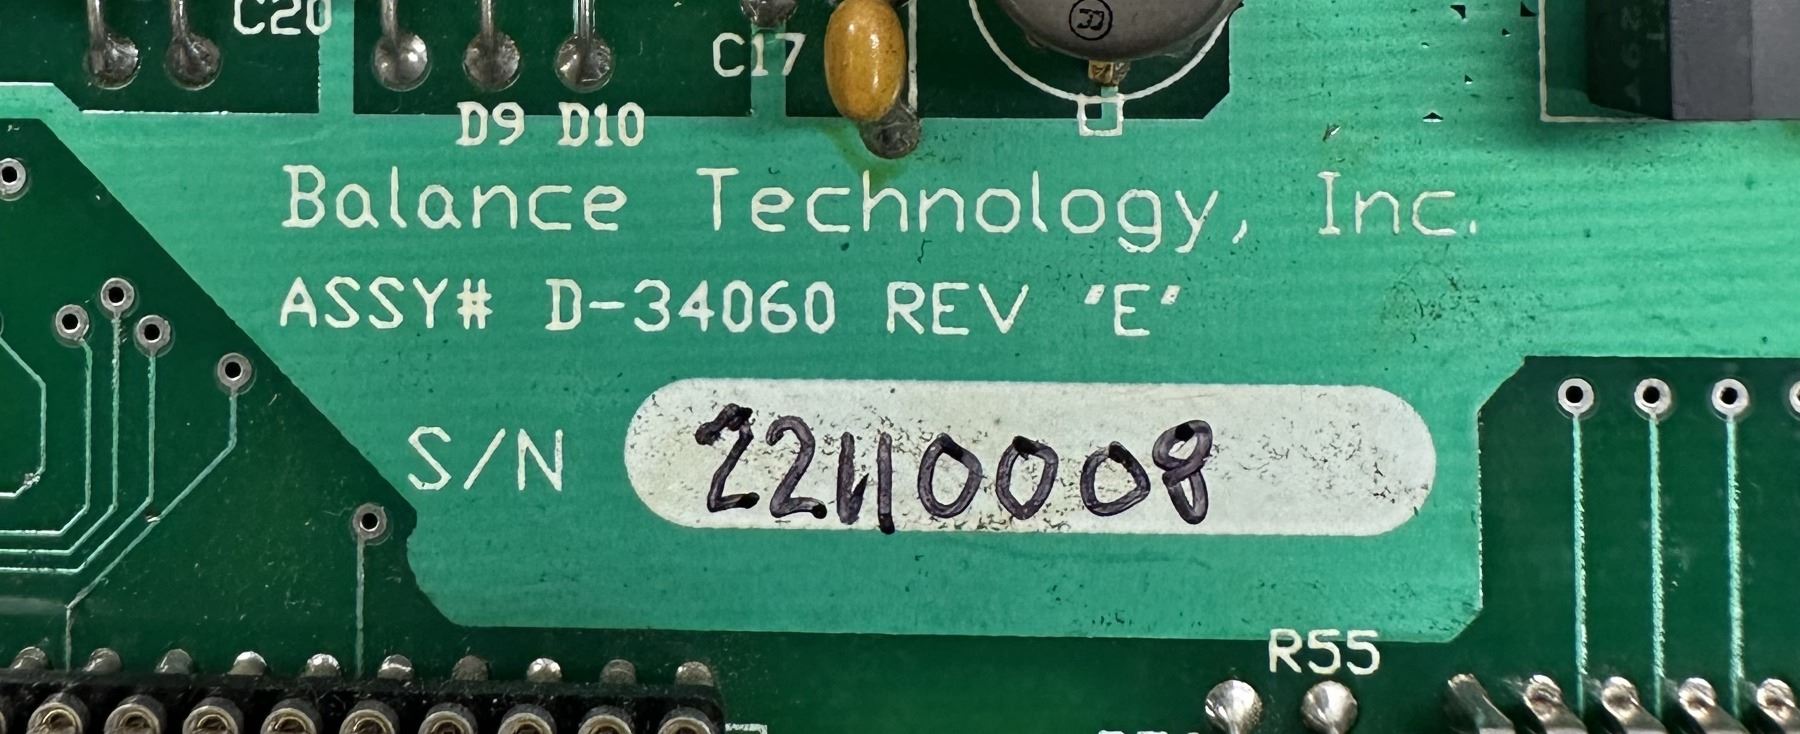 C20
C17
D9 D10
Balance Technology, Inc.
ASSY# D-34060 REV "E"
S/N 22110008
R55